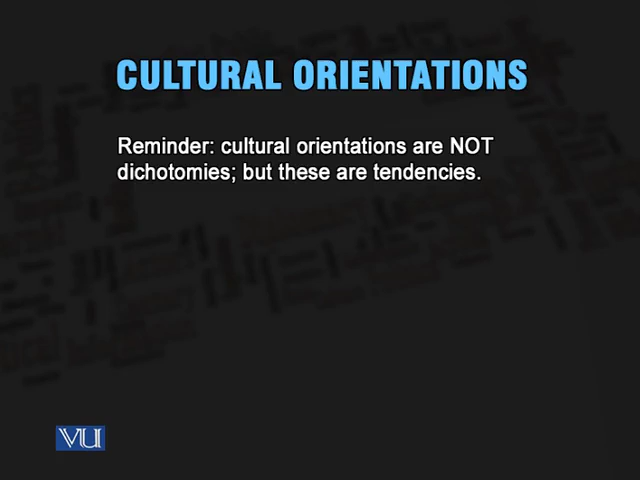 CULTURAL ORIENTATIONS
Reminder: cultural orientations are NOT
dichotomies; but these are tendencies.
VU